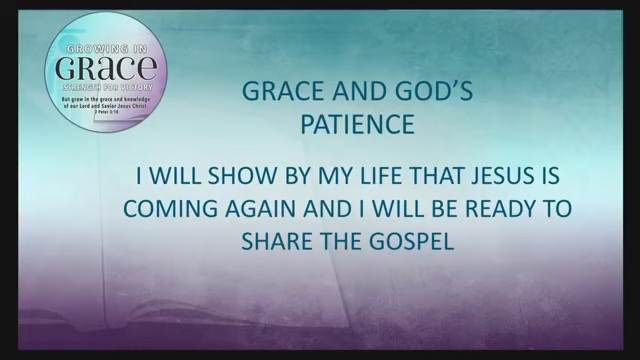 GROWING IN
GRACE
STRENGTH FOR VICTORY
But grow in the grace and knowledge
of our Lord and Savior Jesus Christ.
2 Peter 3:18
GRACE AND GOD'S
PATIENCE
I WILL SHOW BY MY LIFE THAT JESUS IS
COMING AGAIN AND I WILL BE READY TO
SHARE THE GOSPEL